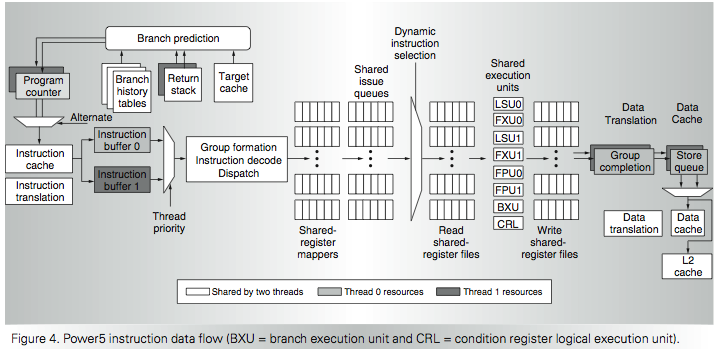 Branch prediction
Program
counter
Branch
history
tables
Return
stack
Target
cache
Alternate
Instruction
cache
Instruction
translation
Instruction
buffer 0
Instruction
buffer 1
Thread
priority
Group formation
Instruction decode
Dispatch
Shared-
register
mappers
Shared
issue
queues
Dynamic
instruction
selection
Read
shared-
register files
Shared
execution
units
LSU0
FXU0
LSU1
FXU1
FPU0
FPU1
BXU
CRL
Write
shared-
register files
Data
Translation
Group
completion
Data
Cache
Store
queue
Data
translation
Data
cache
L2
cache
Shared by two threads
Thread 0 resources
Thread 1 resources
Figure 4. Power5 instruction data flow (BXU = branch execution unit and CRL = condition register logical execution unit).